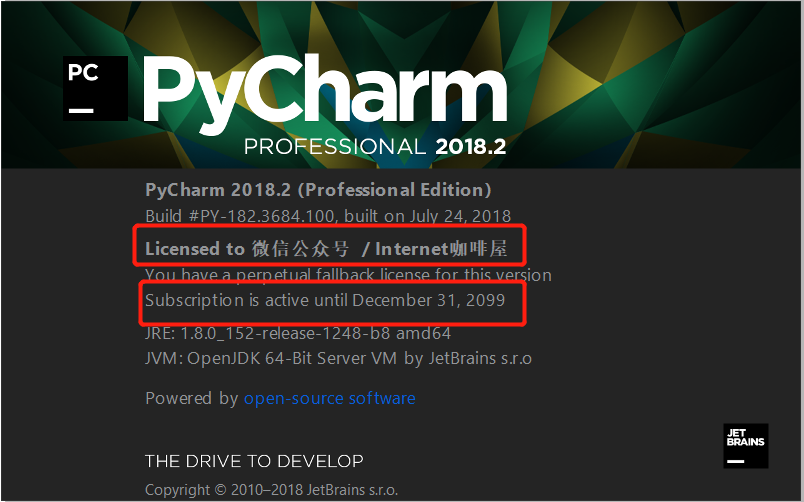 PC
PyCharm
PROFESSIONAL 2018.2
PyCharm 2018.2 (Professional Edition)
Build #PY-182.3684.100, built on July 24, 2018
Licensed to 微信公众号 / Internet咖啡屋
You have a perpetual fallback license for this version
Subscription is active until December 31, 2099
JRE: 1.8.0_152-release-1248-b8 amd64
JVM: OpenJDK 64-Bit Server VM by JetBrains s.r.o
Powered by open-source software
JET
BRAINS
THE DRIVE TO DEVELOP
Copyright © 2010–2018 JetBrains s.r.o.